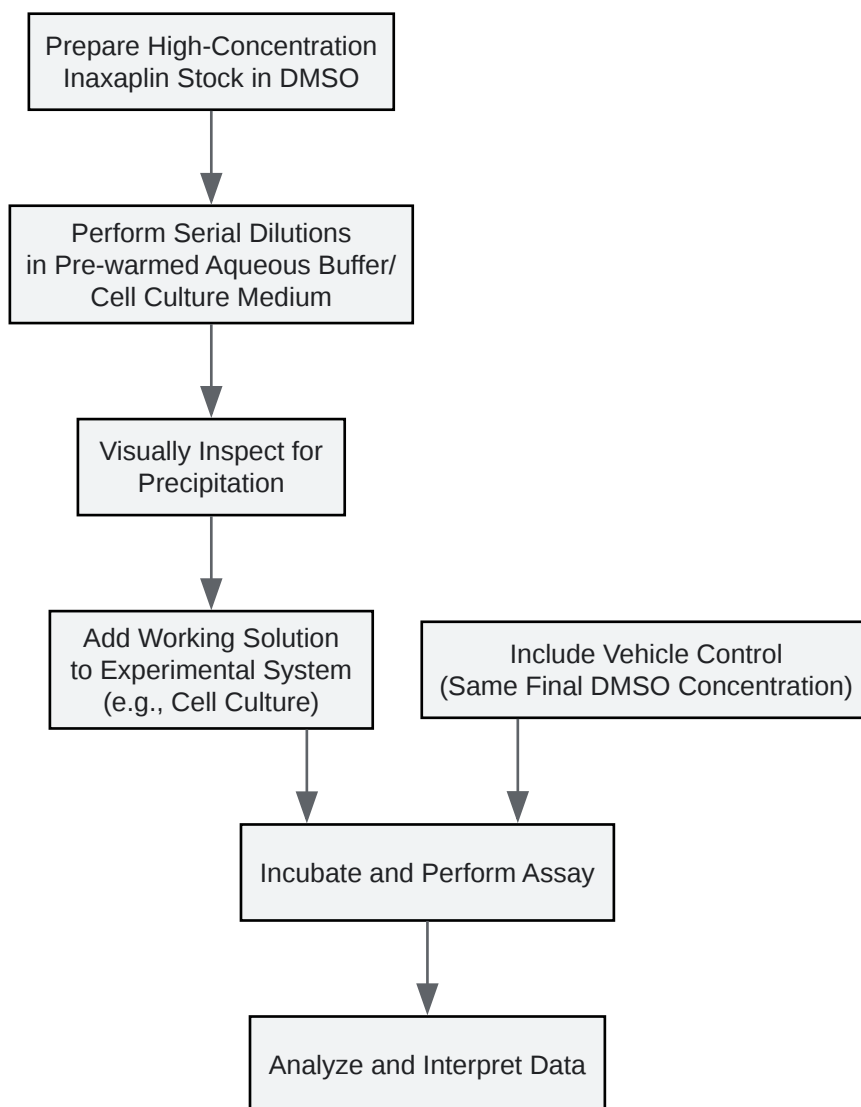 Prepare High-Concentration
Inaxaplin Stock in DMSO
Perform Serial Dilutions
in Pre-warmed Aqueous Buffer/
Cell Culture Medium
Visually Inspect for
Precipitation
Add Working Solution
to Experimental System
(e.g., Cell Culture)
Include Vehicle Control
(Same Final DMSO Concentration)
Incubate and Perform Assay
Analyze and Interpret Data